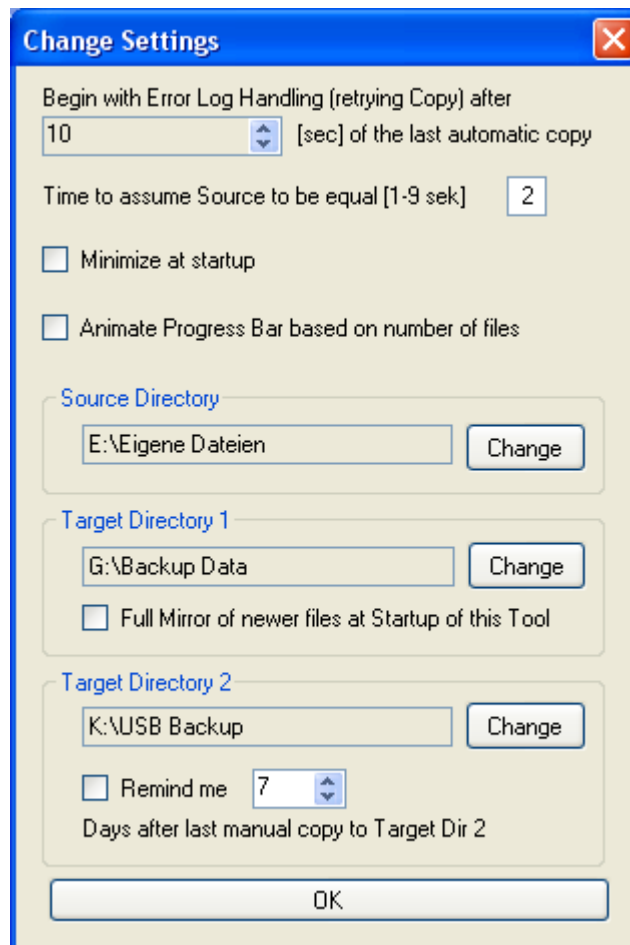 Change Settings
Begin with Error Log Handling (retrying Copy) after
10 [sec] of the last automatic copy
Time to assume Source to be equal [1-9 sek] 2
Minimize at startup
Animate Progress Bar based on number of files
Source Directory
E:\Eigene Dateien Change
Target Directory 1
G:\Backup Data Change
Full Mirror of newer files at Startup of this Tool
Target Directory 2
K:\USB Backup Change
Remind me 7
Days after last manual copy to Target Dir 2
OK